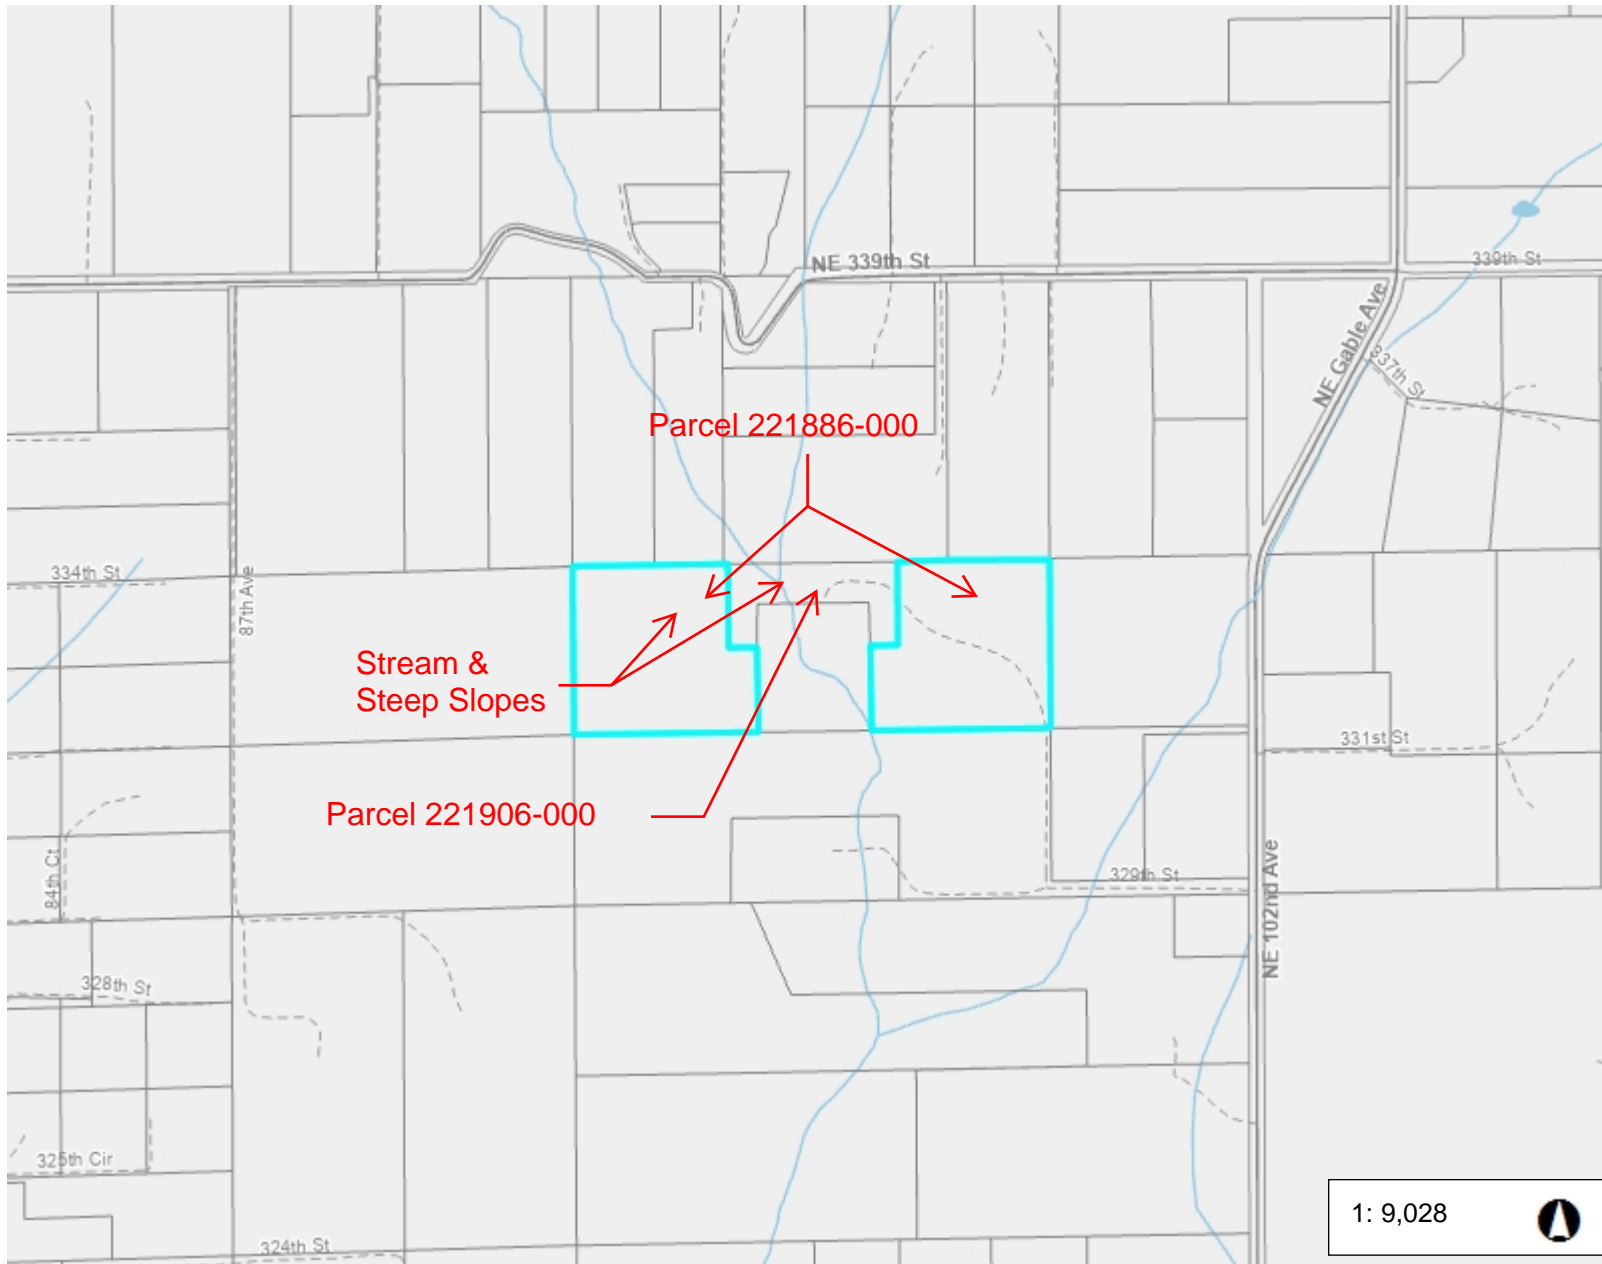 NE 339th St
339th St
NE Gable Ave
337th St
Parcel 221886-000
334th St
87th Ave
Stream &
Steep Slopes
331st St
Parcel 221906-000
84th Ct
329th St
NE 102nd Ave
328th St
325th Cir
324th St
1: 9,028